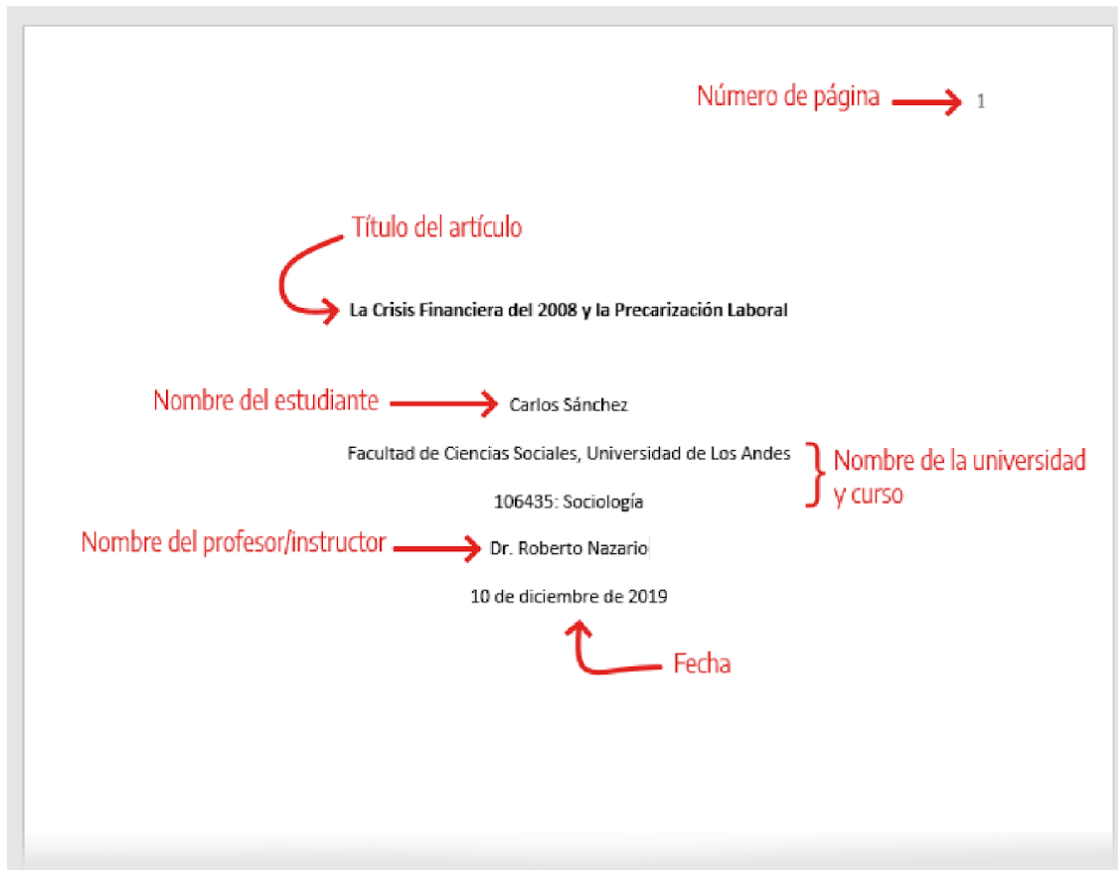 Número de página 1
Título del artículo
La Crisis Financiera del 2008 y la Precarización Laboral
Nombre del estudiante Carlos Sánchez
Facultad de Ciencias Sociales, Universidad de Los Andes
Nombre de la universidad
y curso
106435: Sociología
Nombre del profesor/instructor Dr. Roberto Nazario
10 de diciembre de 2019
Fecha